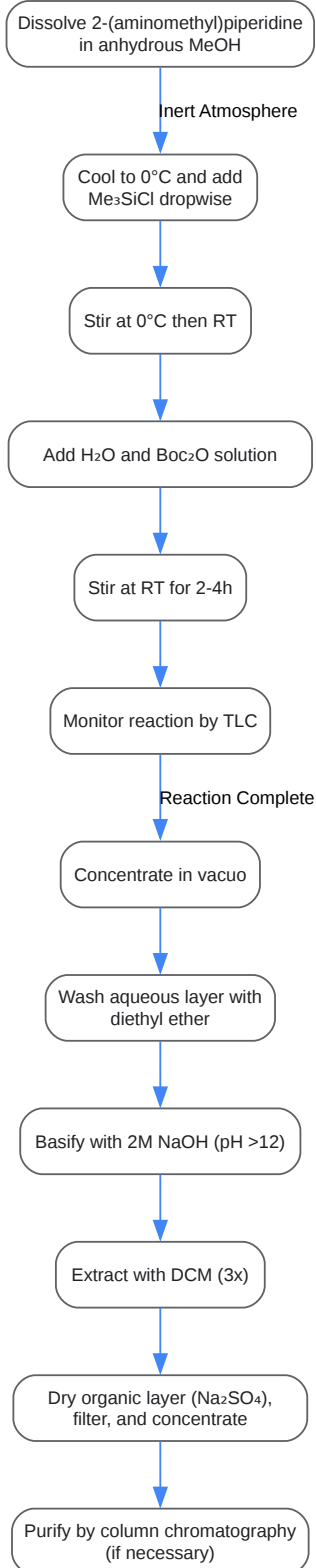 Dissolve 2-(aminomethyl)piperidine
in anhydrous MeOH
Inert Atmosphere
Cool to 0°C and add
Me₃SiCl dropwise
Stir at 0°C then RT
Add H₂O and Boc₂O solution
Stir at RT for 2-4h
Monitor reaction by TLC
Reaction Complete
Concentrate in vacuo
Wash aqueous layer with
diethyl ether
Basify with 2M NaOH (pH >12)
Extract with DCM (3x)
Dry organic layer (Na₂SO₄),
filter, and concentrate
Purify by column chromatography
(if necessary)